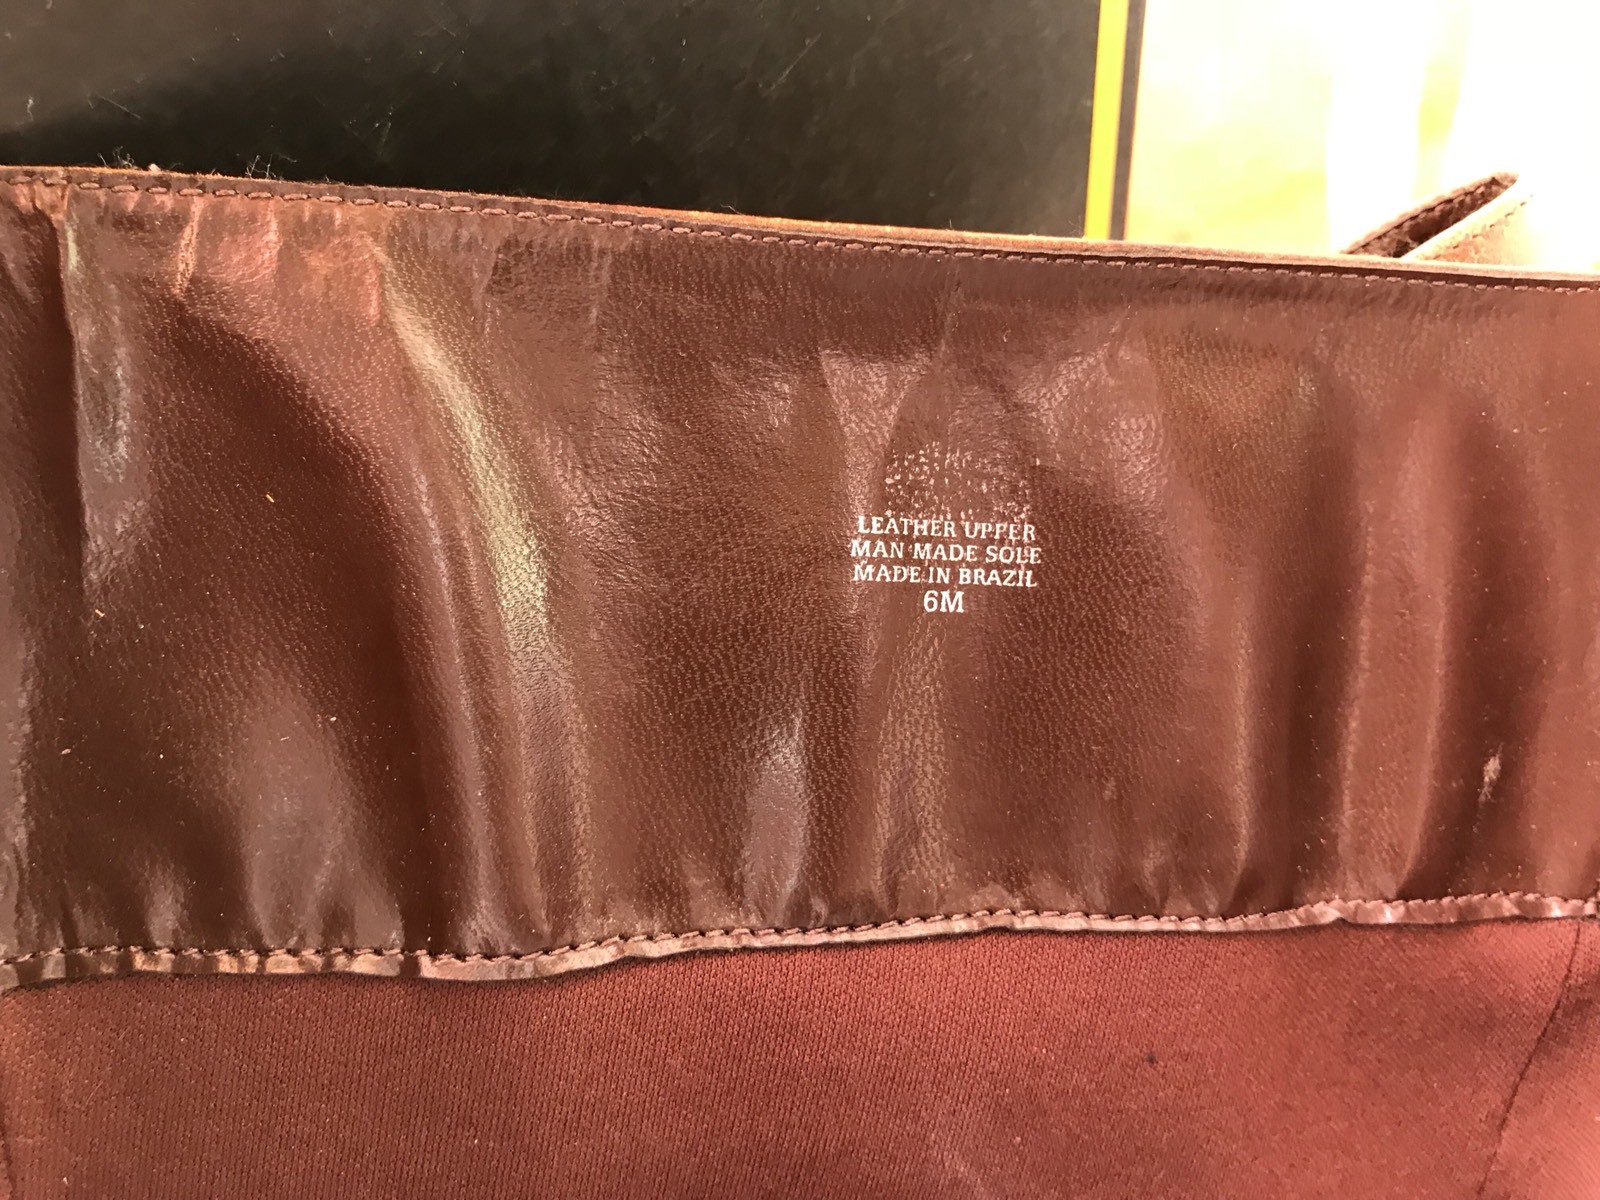 LEATHER UPPER
MAN MADE SOLE
MADE IN BRAZIL
6M